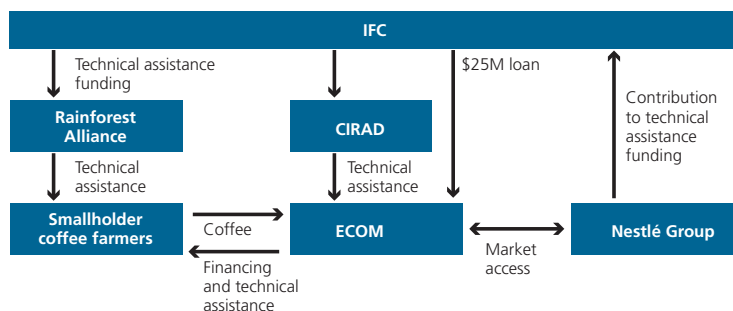 IFC
Technical assistance
funding
$25M loan
Contribution
to technical
assistance
funding
Rainforest
Alliance
CIRAD
Technical
assistance
Technical
assistance
Smallholder
coffee farmers
Coffee
ECOM
Market
access
Nestlé Group
Financing
and technical
assistance